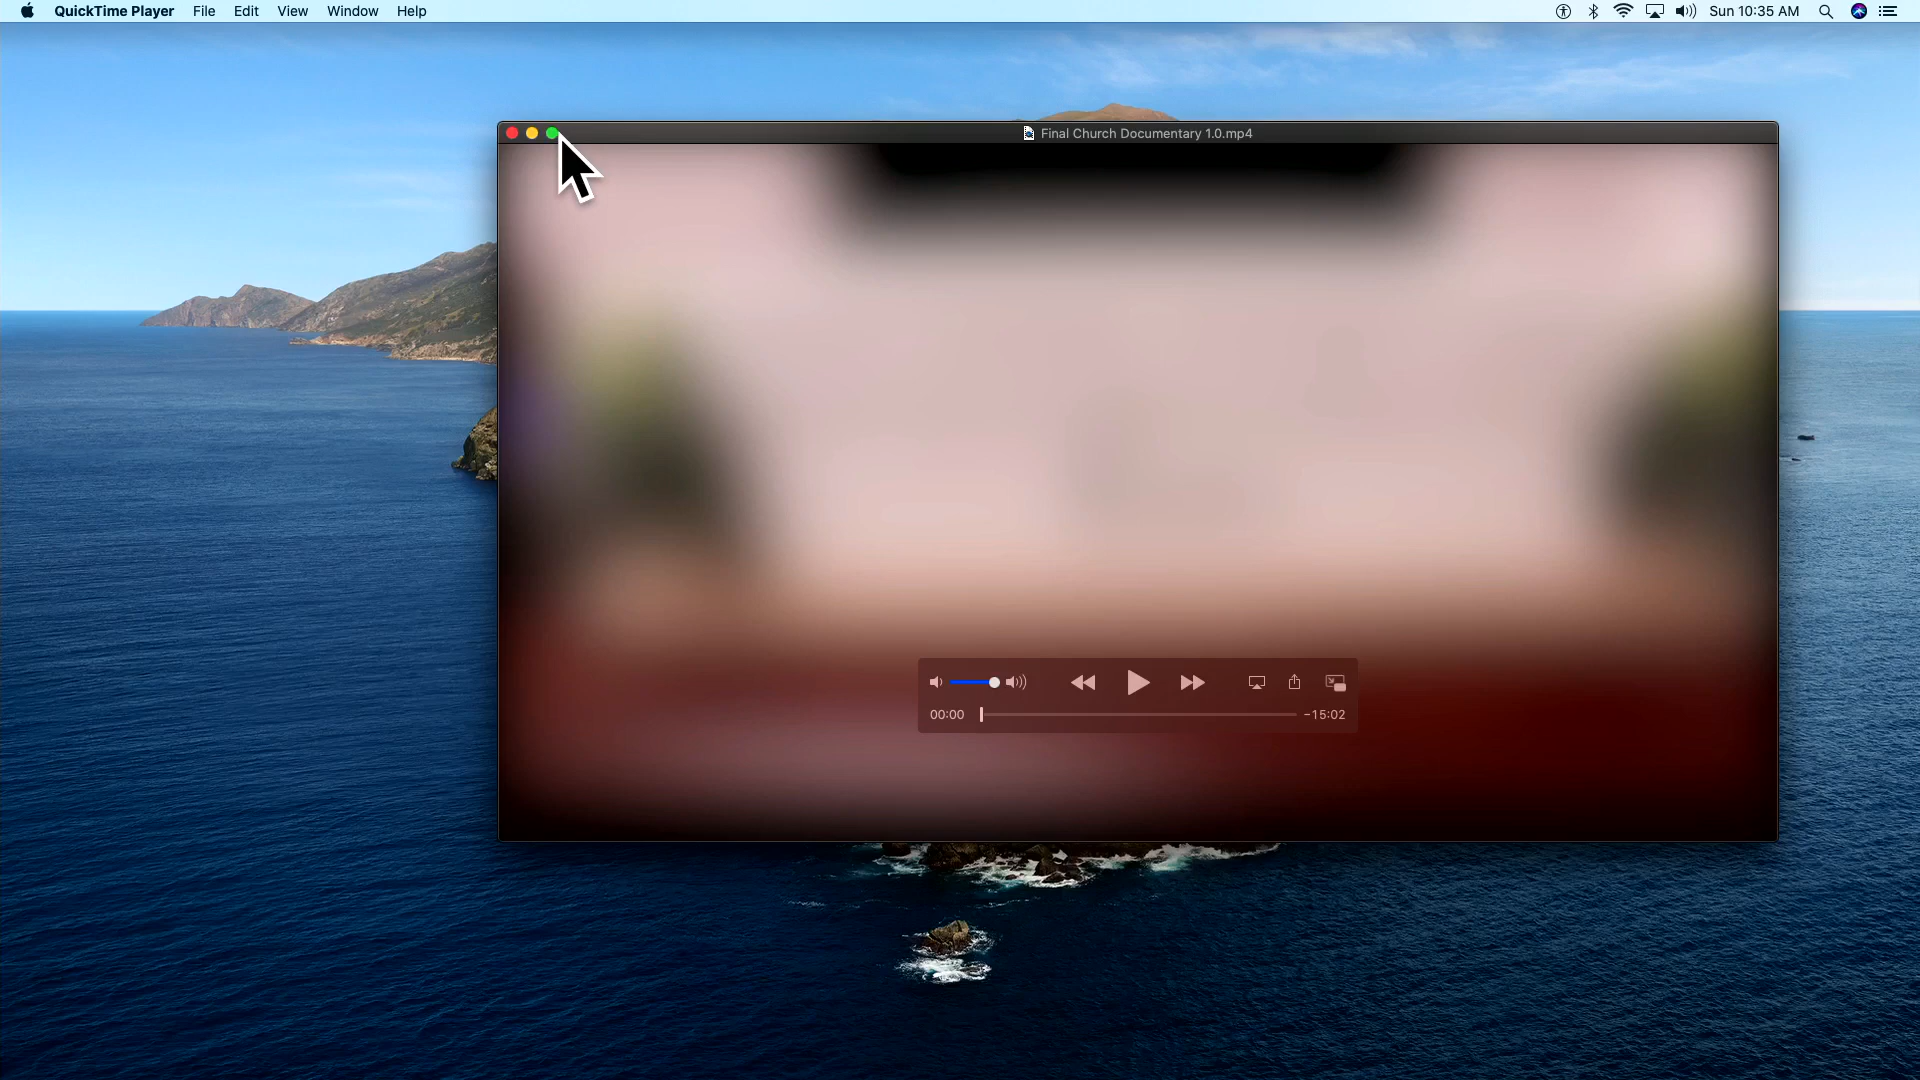 QuickTime Player File Edit View Window Help Sun 10:35 AM
Final Church Documentary 1.0.mp4
00:00 -15:02